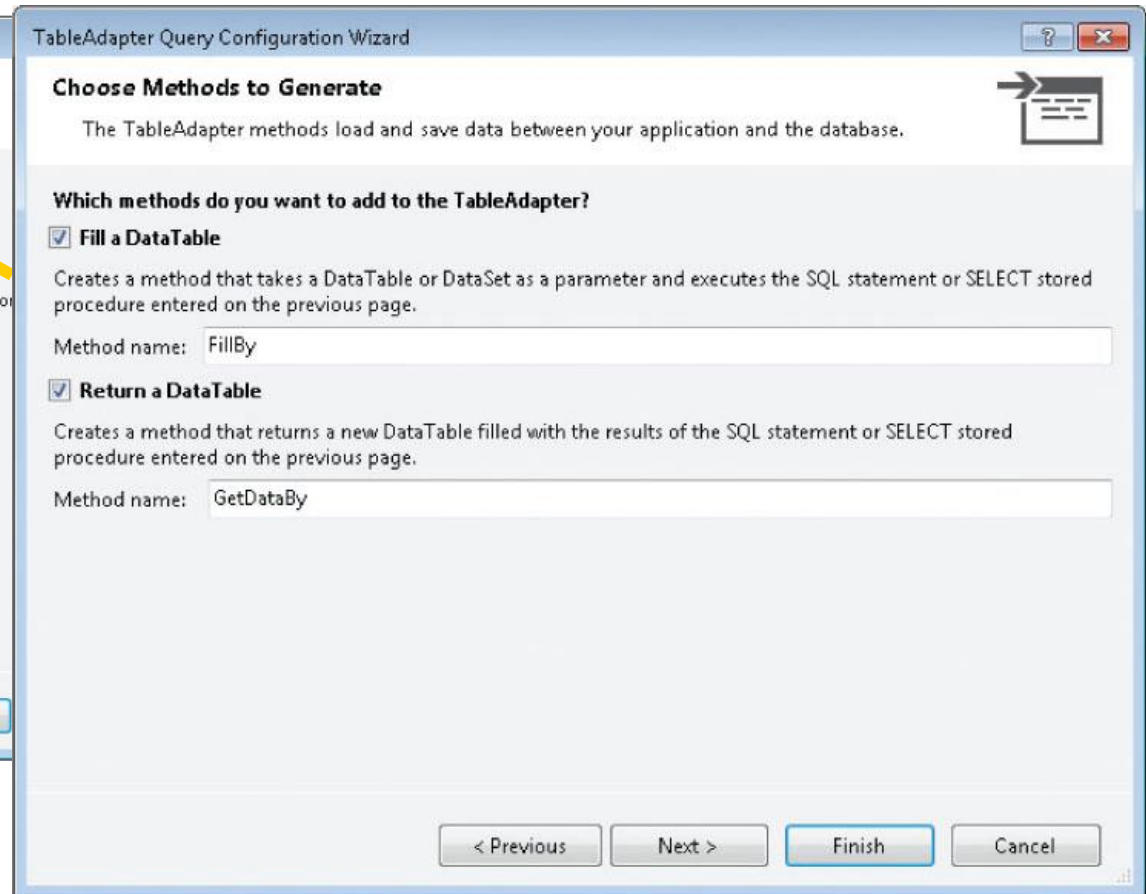 TableAdapter Query Configuration Wizard
?
Choose Methods to Generate
The TableAdapter methods load and save data between your application and the database.
Which methods do you want to add to the TableAdapter?
Fill a DataTable
Creates a method that takes a DataTable or DataSet as a parameter and executes the SQL statement or SELECT stored
procedure entered on the previous page.
Method name: FillBy
Return a DataTable
Creates a method that returns a new DataTable filled with the results of the SQL statement or SELECT stored
procedure entered on the previous page.
Method name: GetDataBy
< Previous Next > Finish Cancel